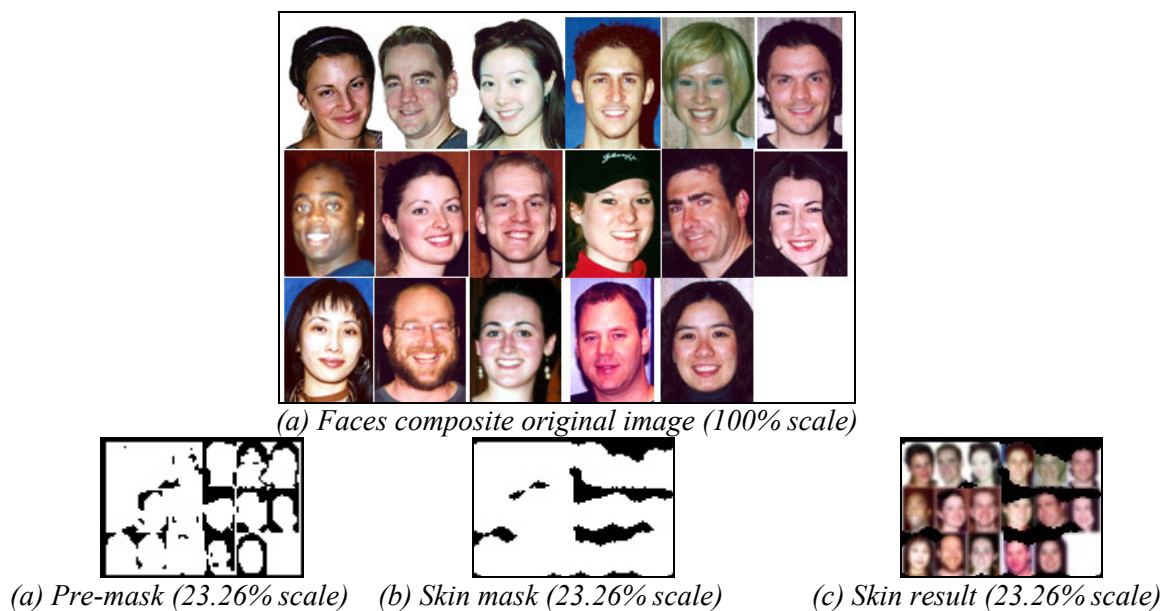 (a) Faces composite original image (100% scale)
(a) Pre-mask (23.26% scale)
(b) Skin mask (23.26% scale)
(c) Skin result (23.26% scale)